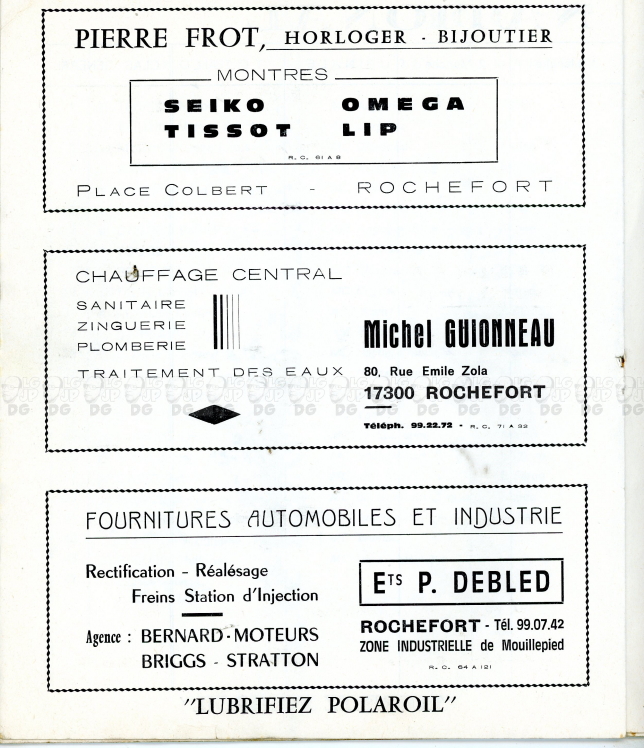 PIERRE FROT, HORLOGER - BIJOUTIER
MONTRES
SEIKO OMEGA
TISSOT LIP
R. C. 61 A 9
PLACE COLBERT - ROCHEFORT
CHAUFFAGE CENTRAL
SANITAIRE
ZINGUERIE
PLOMBERIE
TRAITEMENT DES EAUX
Michel GUIONNEAU
80, Rue Emile Zola
17300 ROCHEFORT
Téléph. 99.22.72 • R. C. 71 A 32
FOURNITURES AUTOMOBILES ET INDUSTRIE
Rectification - Réalésage
Freins Station d'Injection
Agence : BERNARD-MOTEURS
BRIGGS - STRATTON
ETS P. DEBLED
ROCHEFORT - Tél. 99.07.42
ZONE INDUSTRIELLE de Mouillepied
R. C. 64 A 121
"LUBRIFIEZ POLAROIL"